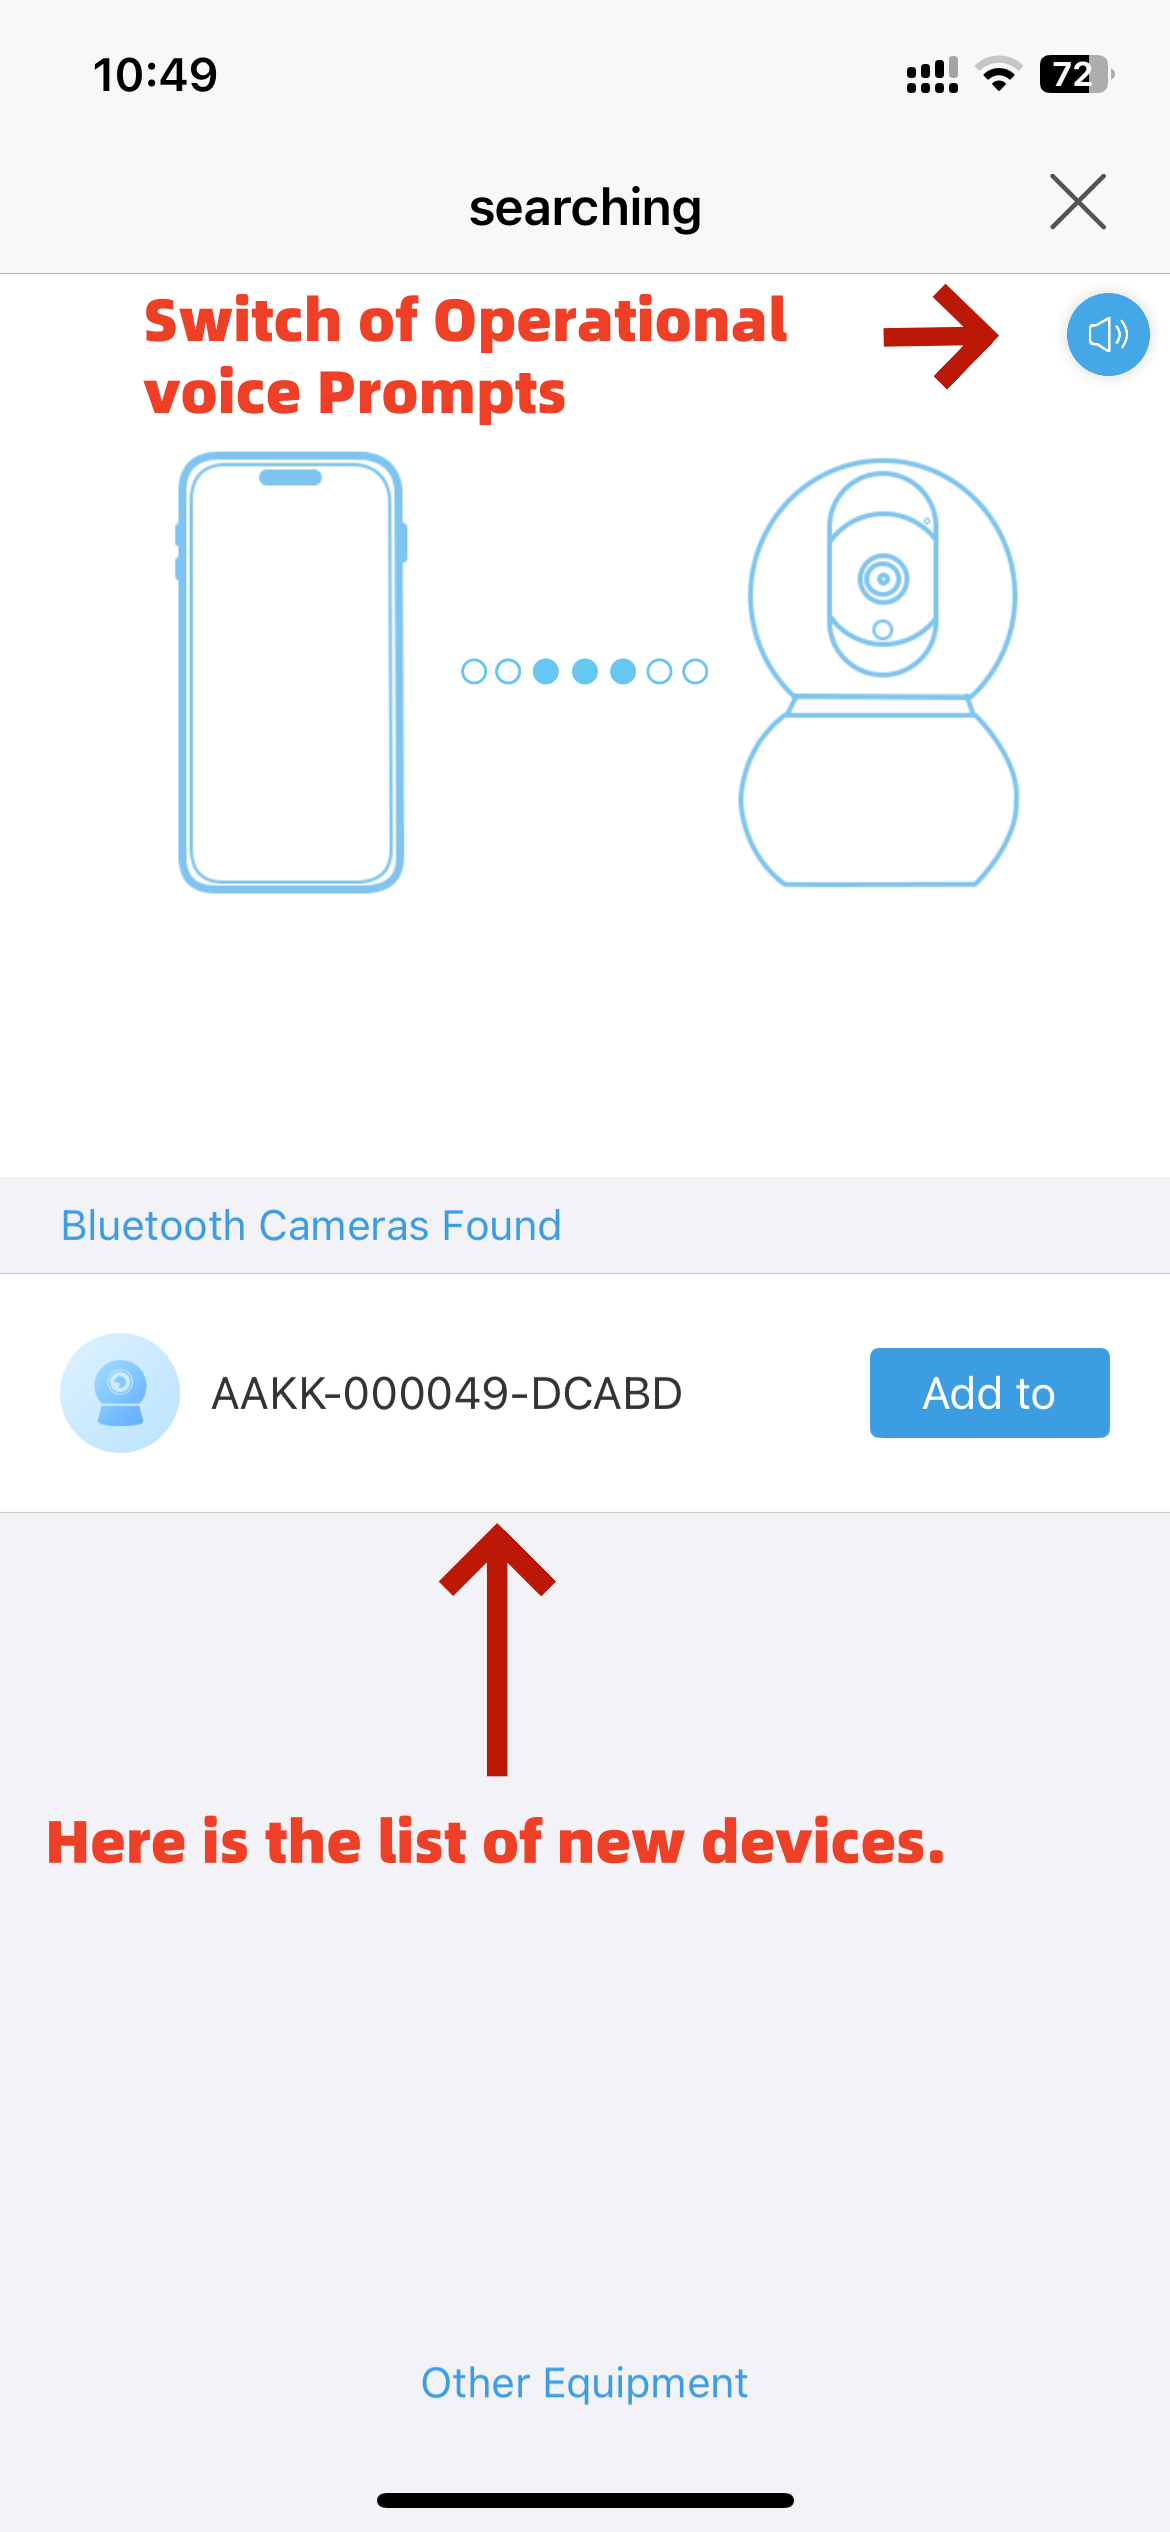 10:49
72
searching
Switch of Operational
voice Prompts
Bluetooth Cameras Found
AAKK-000049-DCABD
Add to
Here is the list of new devices.
Other Equipment